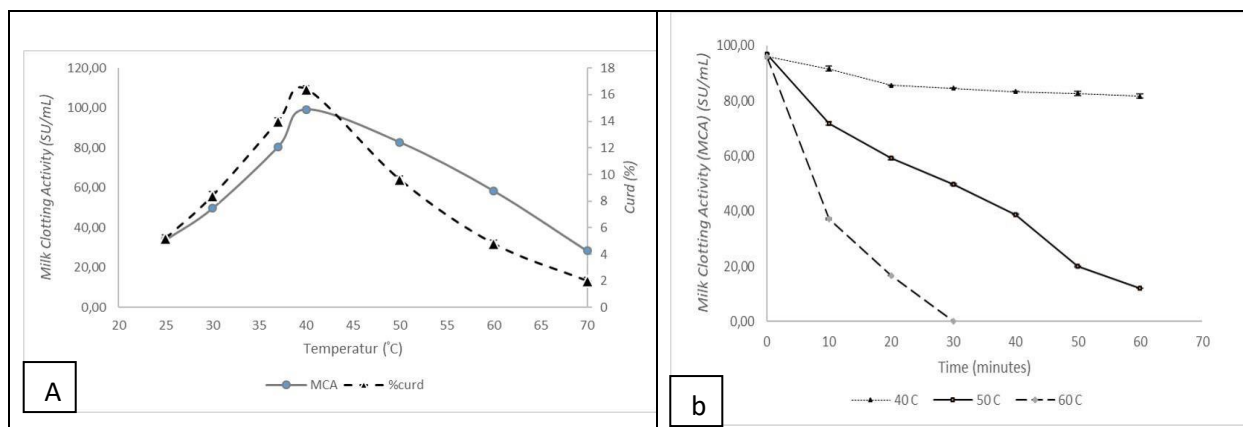 120,00
100,00
80,00
60,00
40,00
20,00
0,00
Milk Clotting Activity (SU/mL)
18
16
14
12
10
8
6
4
2
0
Curd (%)
20 25 30 35 40 45 50 55 60 65 70
Temperatur (°C)
MCA %curd
A
100,00
80,00
60,00
40,00
20,00
0,00
Milk Clotting Activity (MCA) (SU/mL)
0 10 20 30 40 50 60 70
Time (minutes)
40 C 50 C 60 C
b